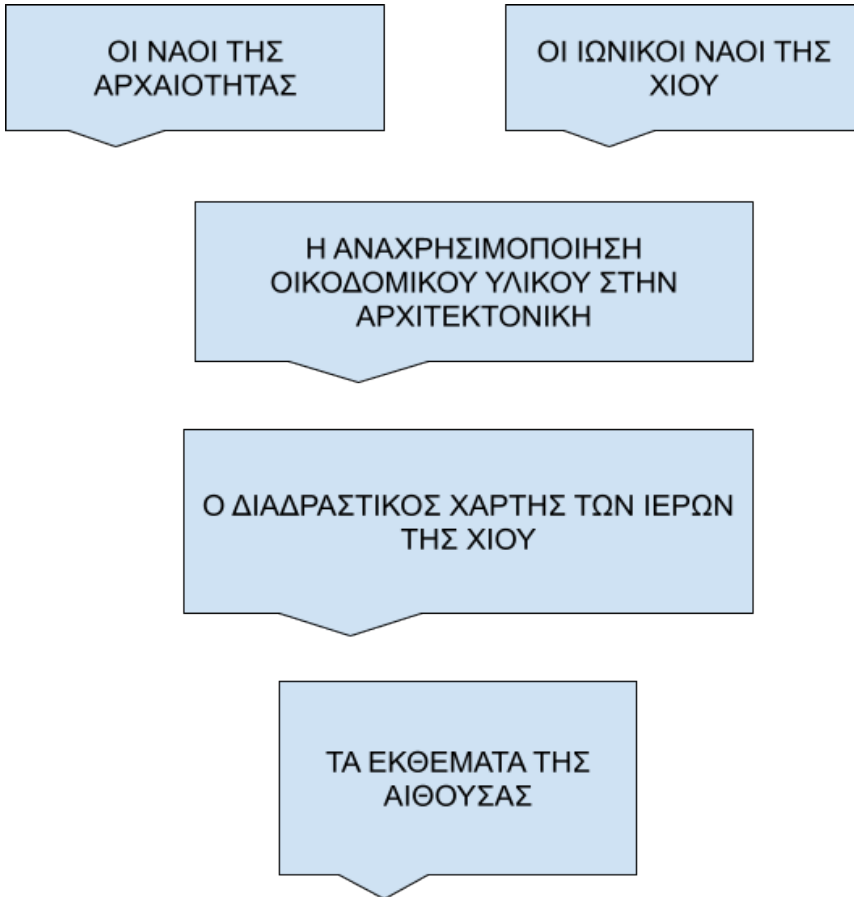 ΟΙ ΝΑΟΙ ΤΗΣ
ΑΡΧΑΙΟΤΗΤΑΣ
ΟΙ ΙΩΝΙΚΟΙ ΝΑΟΙ ΤΗΣ
ΧΙΟΥ
Η ΑΝΑΧΡΗΣΙΜΟΠΟΙΗΣΗ
ΟΙΚΟΔΟΜΙΚΟΥ ΥΛΙΚΟΥ ΣΤΗΝ
ΑΡΧΙΤΕΚΤΟΝΙΚΗ
Ο ΔΙΑΔΡΑΣΤΙΚΟΣ ΧΑΡΤΗΣ ΤΩΝ ΙΕΡΩΝ
ΤΗΣ ΧΙΟΥ
ΤΑ ΕΚΘΕΜΑΤΑ ΤΗΣ
ΑΙΘΟΥΣΑΣ